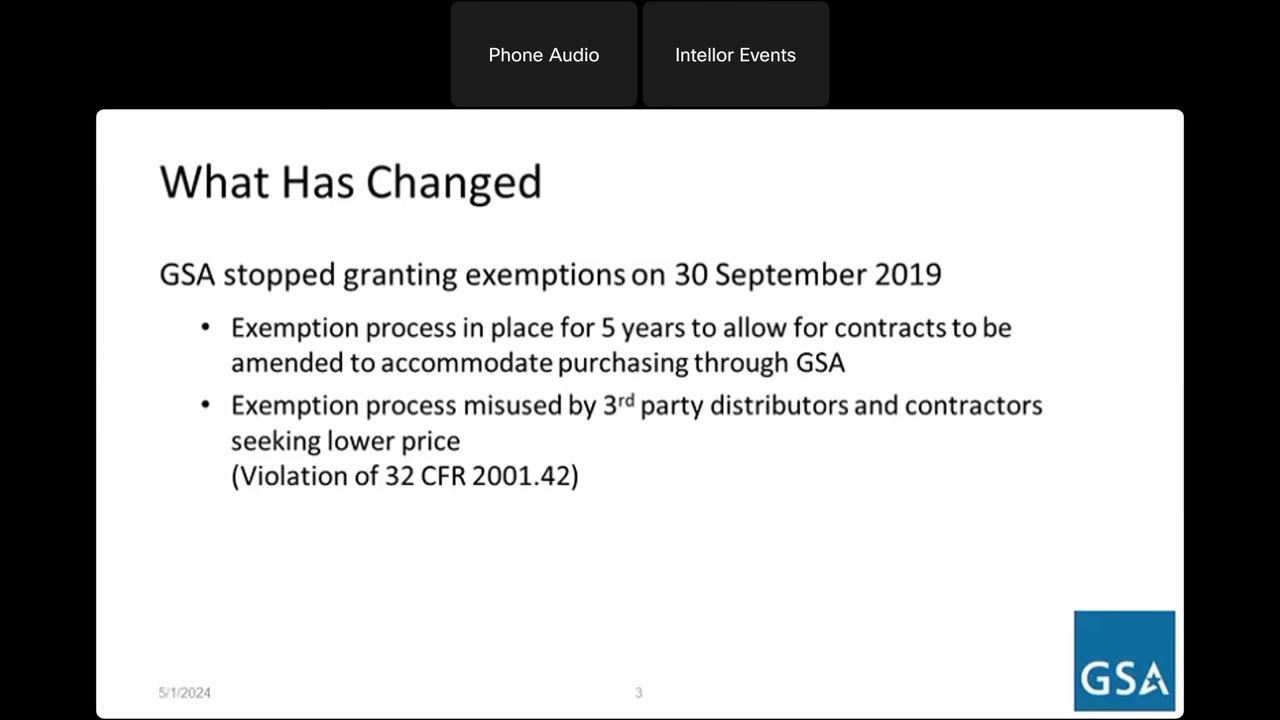 Phone Audio
Intellor Events
What Has Changed
GSA stopped granting exemptions on 30 September 2019
• Exemption process in place for 5 years to allow for contracts to be
amended to accommodate purchasing through GSA
• Exemption process misused by 3rd party distributors and contractors
seeking lower price
(Violation of 32 CFR 2001.42)
5/1/2024
3
GSA